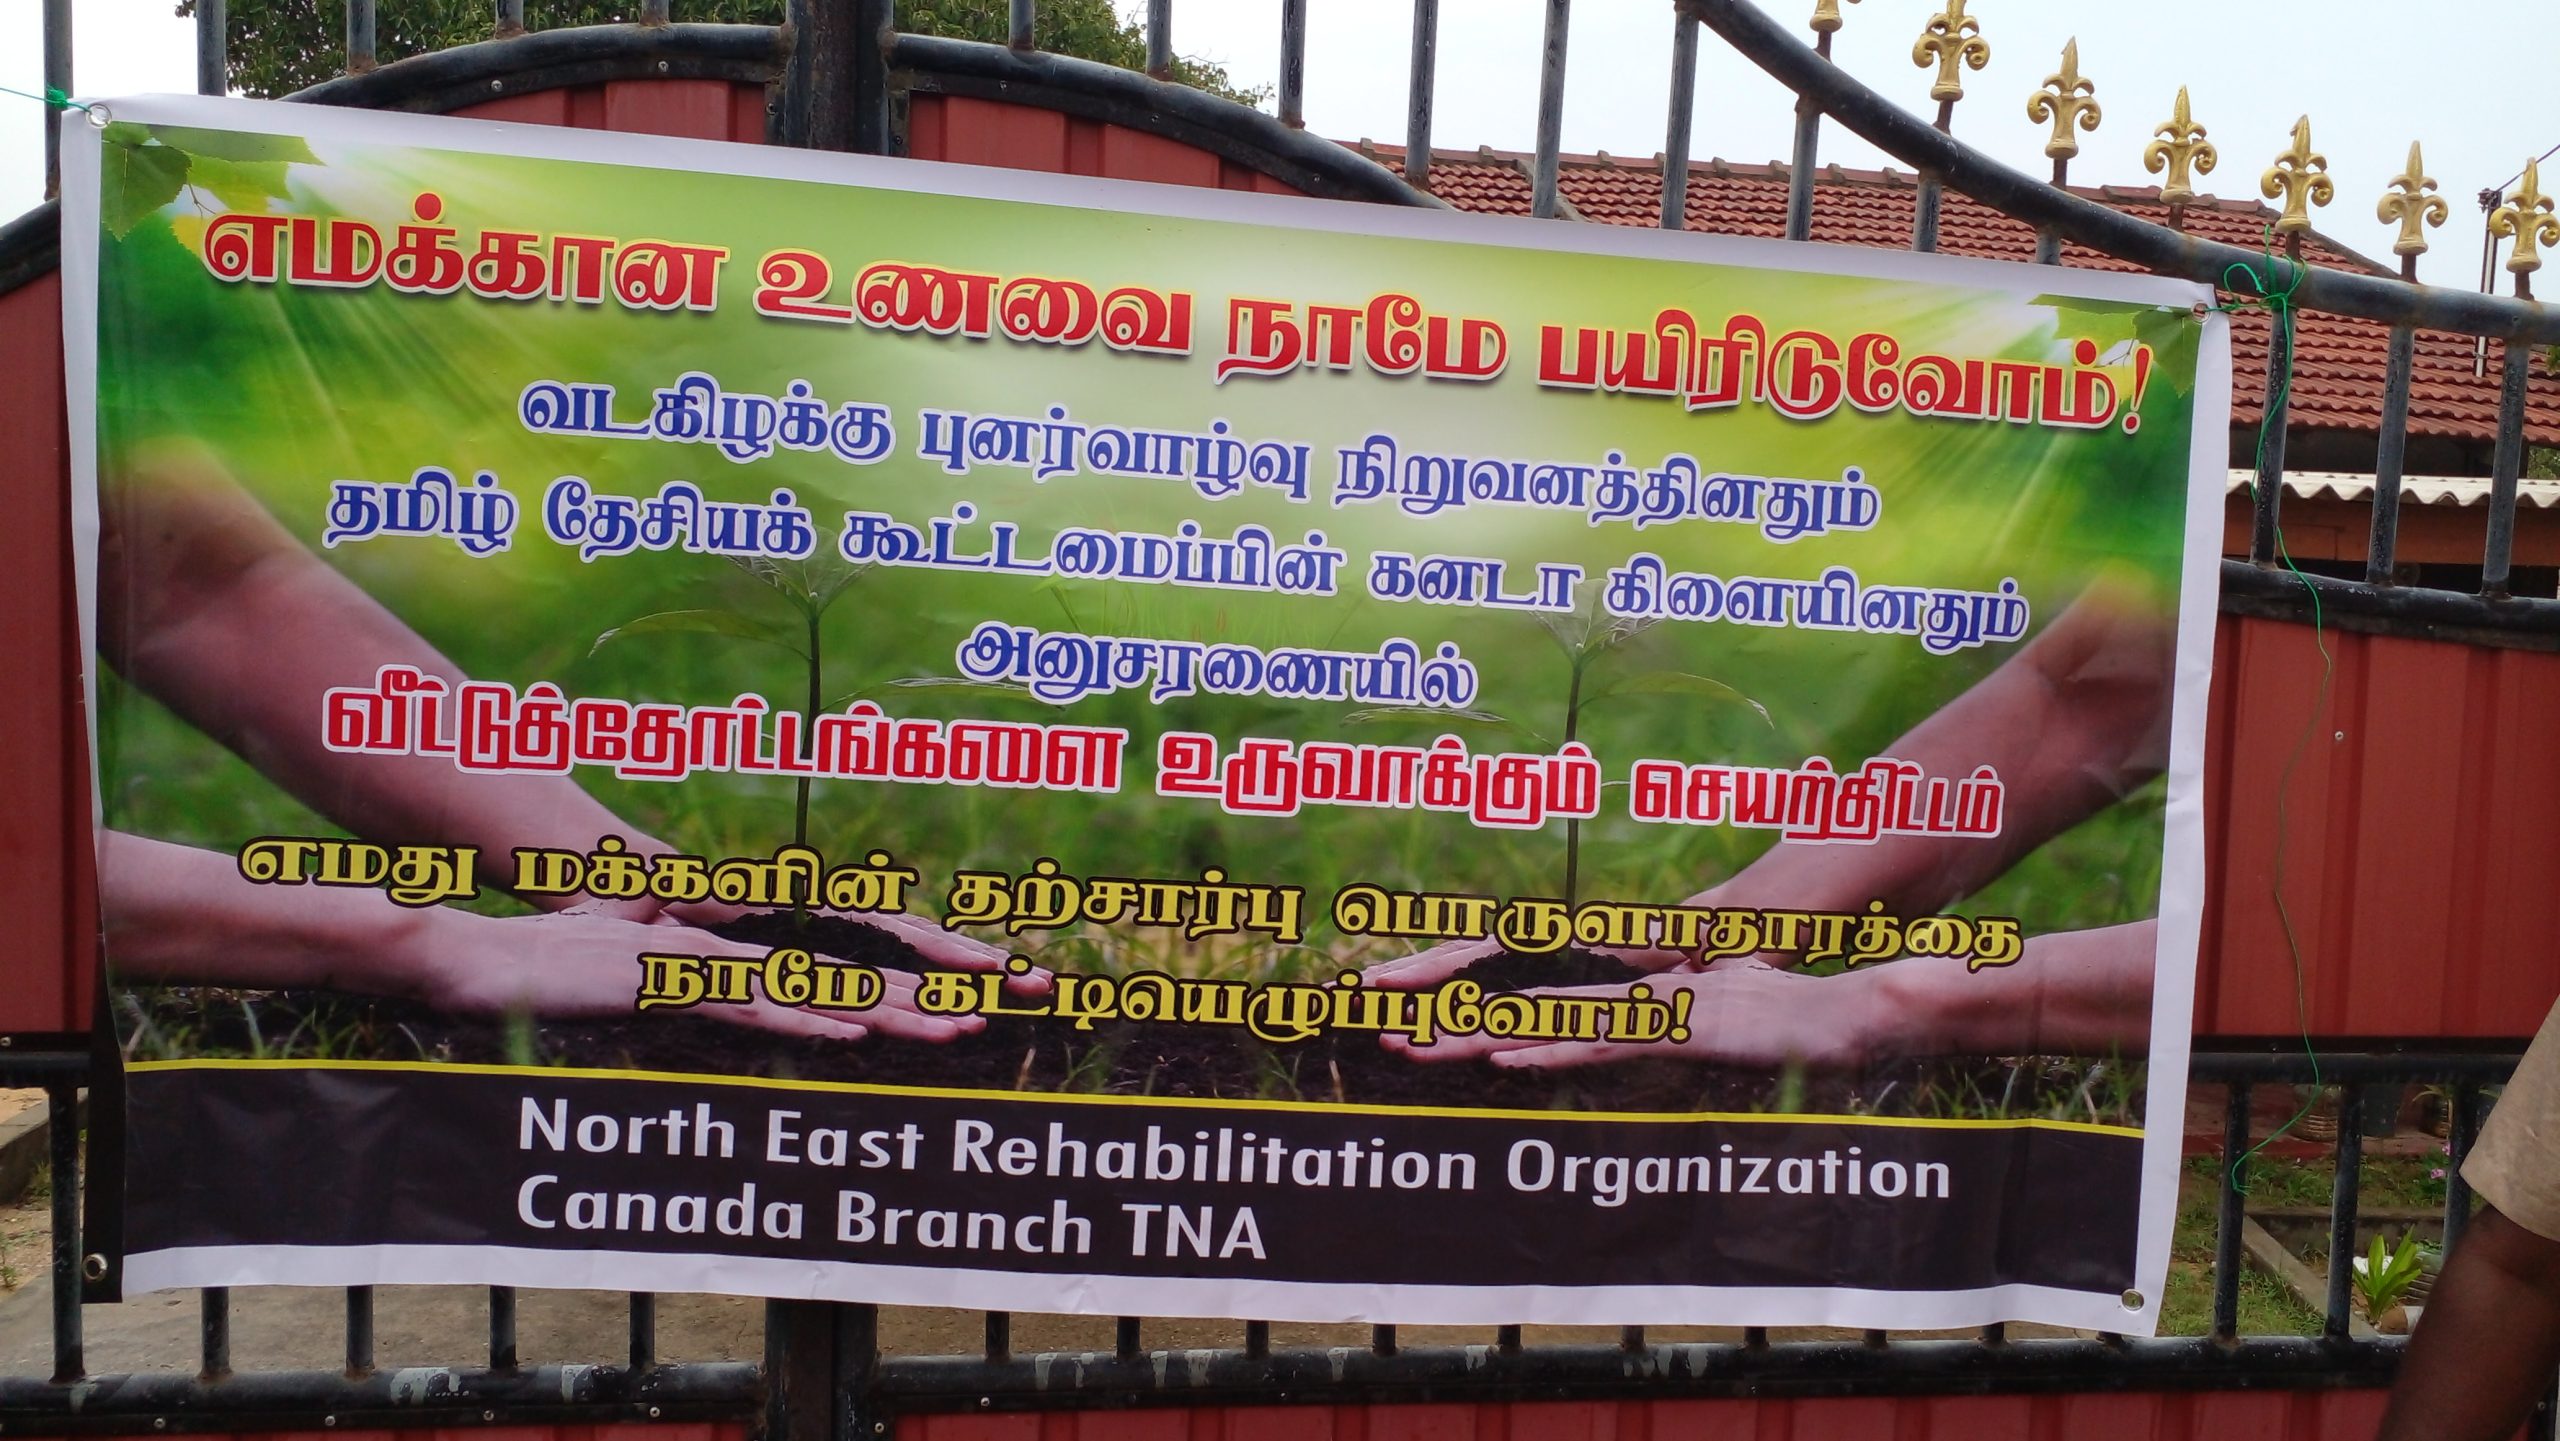 எமக்கான உணவை நாமே பயிரிடுவோம்!
வடகிழக்கு புனர்வாழ்வு நிறுவனத்தினதும்
தமிழ் தேசியக் கூட்டமைப்பின் கனடா கிளையினதும்
அனுசரணையில்
வீட்டுத்தோட்டங்களை உருவாக்கும் செயற்திட்டம்
எமது மக்களின் தற்சார்பு பொருளாதாரத்தை
நாமே கட்டியெழுப்புவோம்!
North East Rehabilitation Organization
Canada Branch TNA